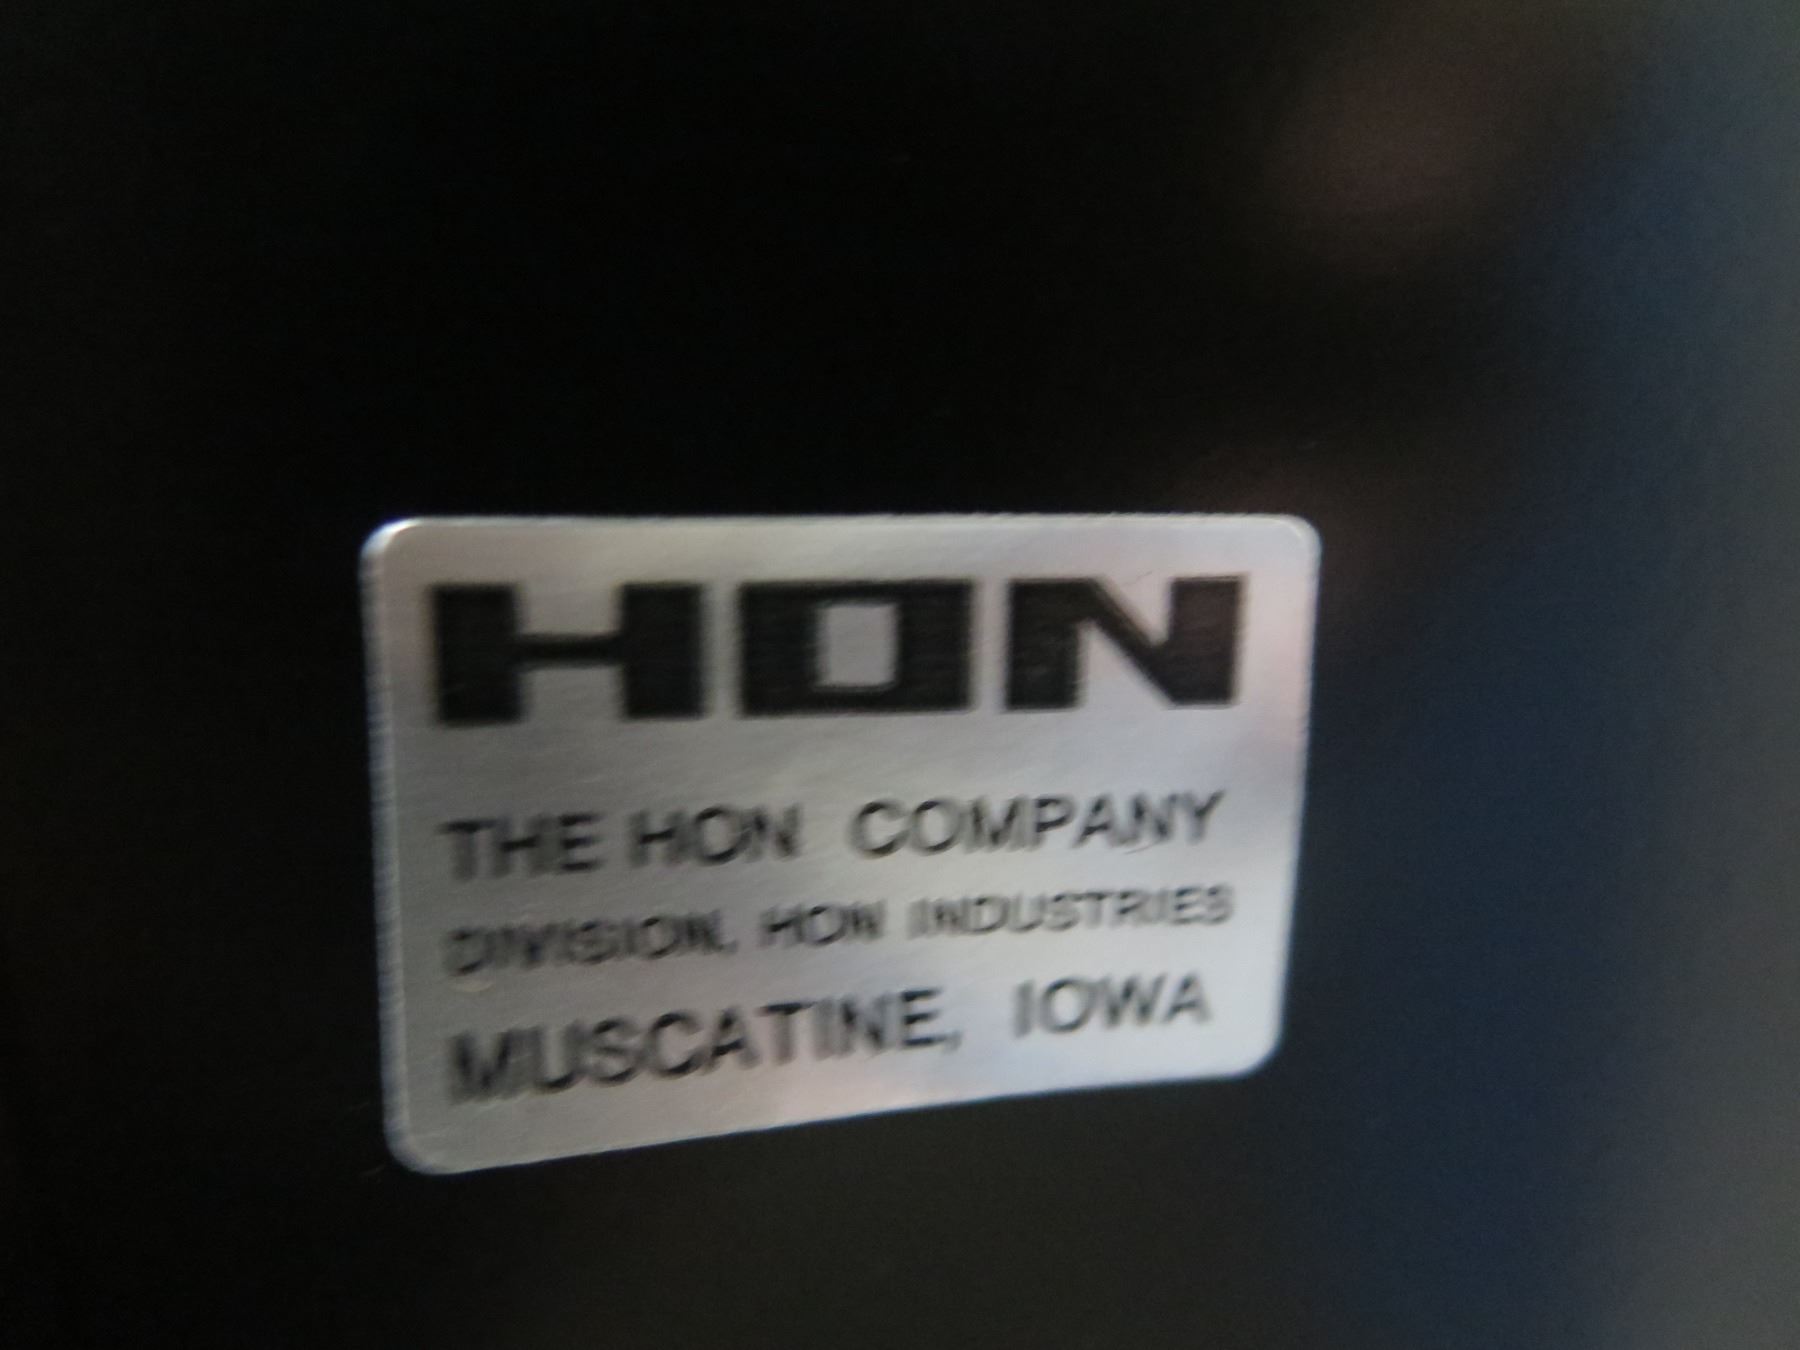 HON
THE HON COMPANY
DIVISION, HON INDUSTRIES
MUSCATINE, IOWA